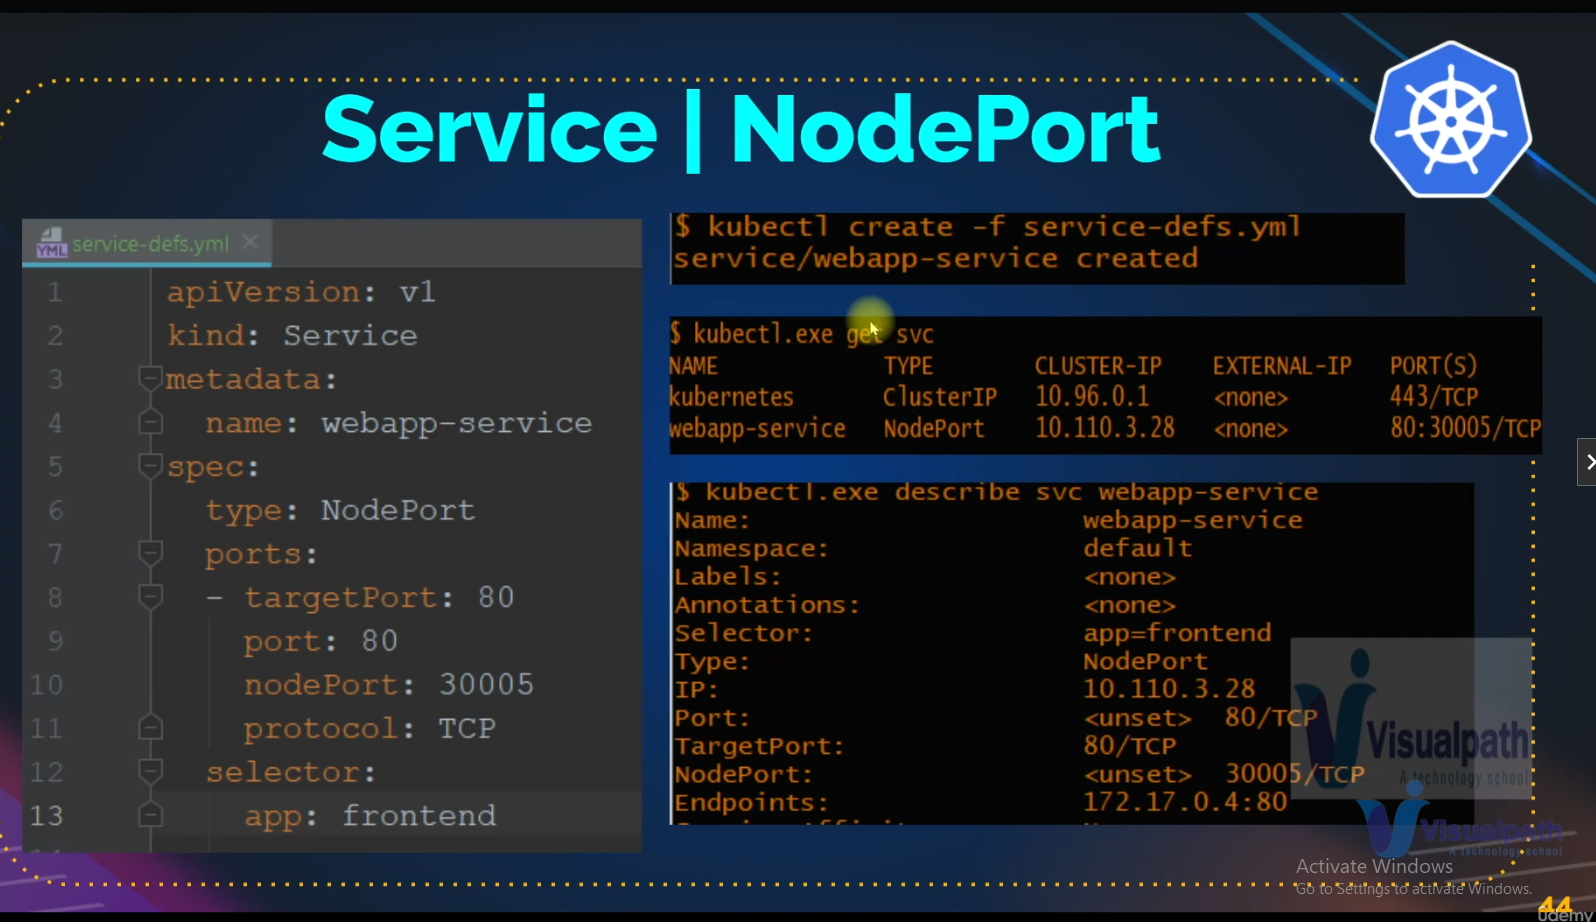 Service | NodePort
service-defs.yml
1 apiVersion: v1
2 kind: Service
3 metadata:
4 name: webapp-service
5 spec:
6 type: NodePort
7 ports:
8 - targetPort: 80
9 port: 80
10 nodePort: 30005
11 protocol: TCP
12 selector:
13 app: frontend
$ kubectl create -f service-defs.yml
service/webapp-service created
$ kubectl.exe get svc
NAME TYPE CLUSTER-IP EXTERNAL-IP PORT(S)
kubernetes ClusterIP 10.96.0.1 <none> 443/TCP
webapp-service NodePort 10.110.3.28 <none> 80:30005/TCP
$ kubectl.exe describe svc webapp-service
Name: webapp-service
Namespace: default
Labels: <none>
Annotations: <none>
Selector: app=frontend
Type: NodePort
IP: 10.110.3.28
Port: <unset> 80/TCP
TargetPort: 80/TCP
NodePort: <unset> 30005/TCP
Endpoints: 172.17.0.4:80
Visualpath
A technology school
Visualpath
A technology school
Activate Windows
Go to Settings to activate Windows.
44
Udemy